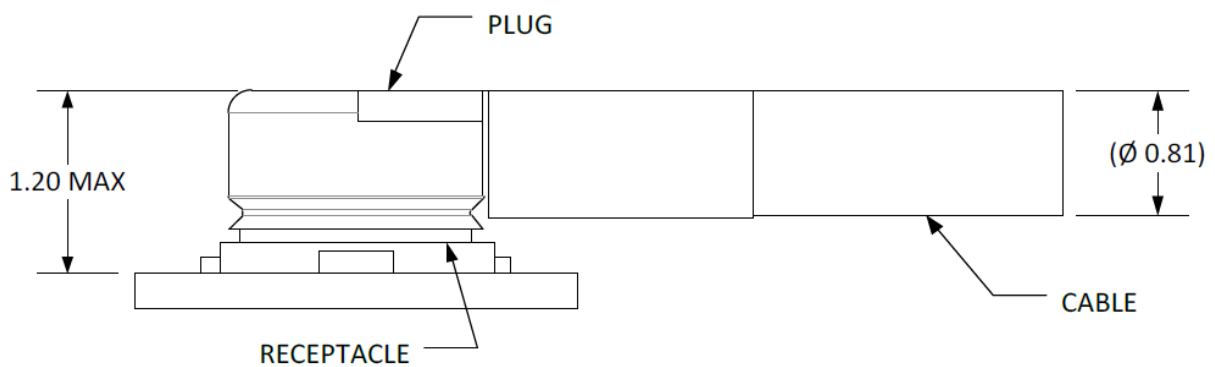 PLUG
1.20 MAX
(Ø 0.81)
CABLE
RECEPTACLE